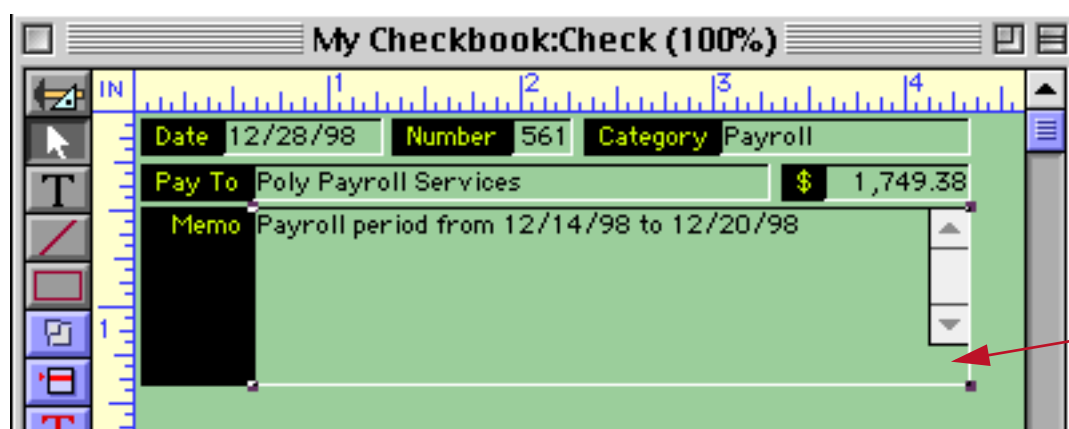 My Checkbook:Check (100%)
IN 1 2 3 4
Date 12/28/98 Number 561 Category Payroll
T
Pay To Poly Payroll Services $ 1,749.38
Memo Payroll period from 12/14/98 to 12/20/98
1
T